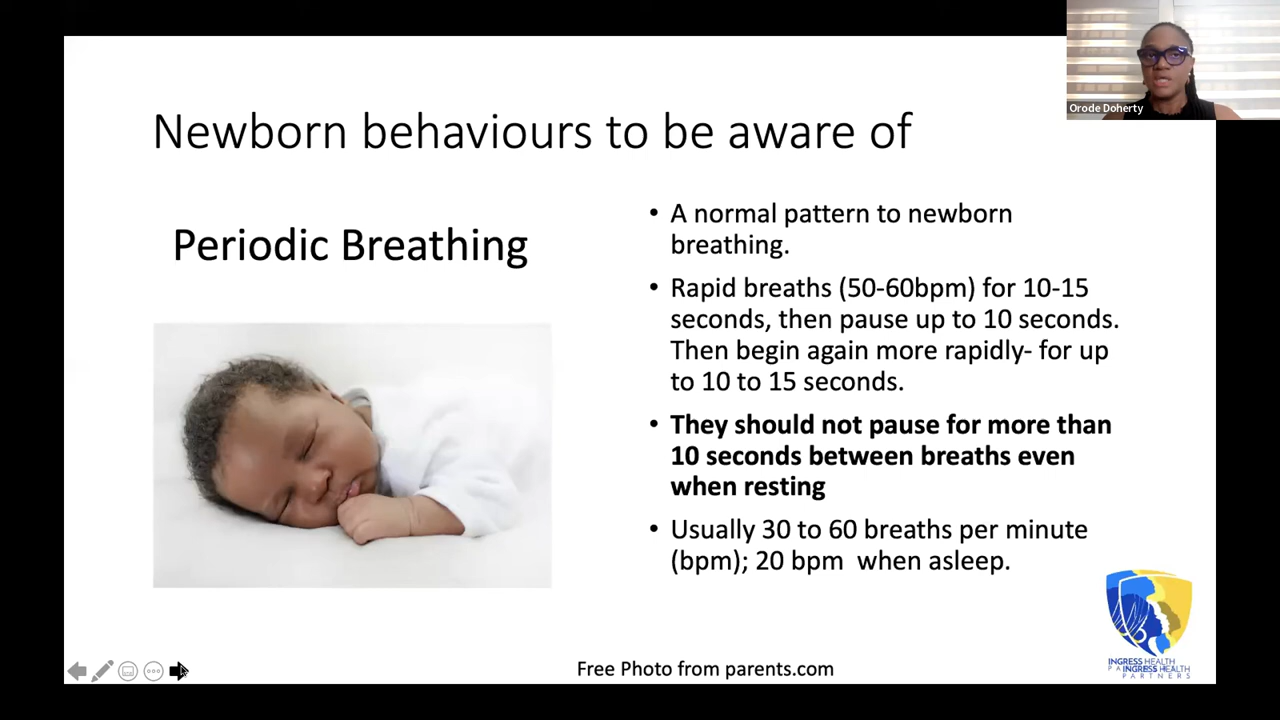 Orode Doherty
Newborn behaviours to be aware of
Periodic Breathing
• A normal pattern to newborn
breathing.
• Rapid breaths (50-60bpm) for 10-15
seconds, then pause up to 10 seconds.
Then begin again more rapidly- for up
to 10 to 15 seconds.
• They should not pause for more than
10 seconds between breaths even
when resting
• Usually 30 to 60 breaths per minute
(bpm); 20 bpm  when asleep.
Free Photo from parents.com
INGRESS HEALTH
INGRESS HEALTH
PARTNERS